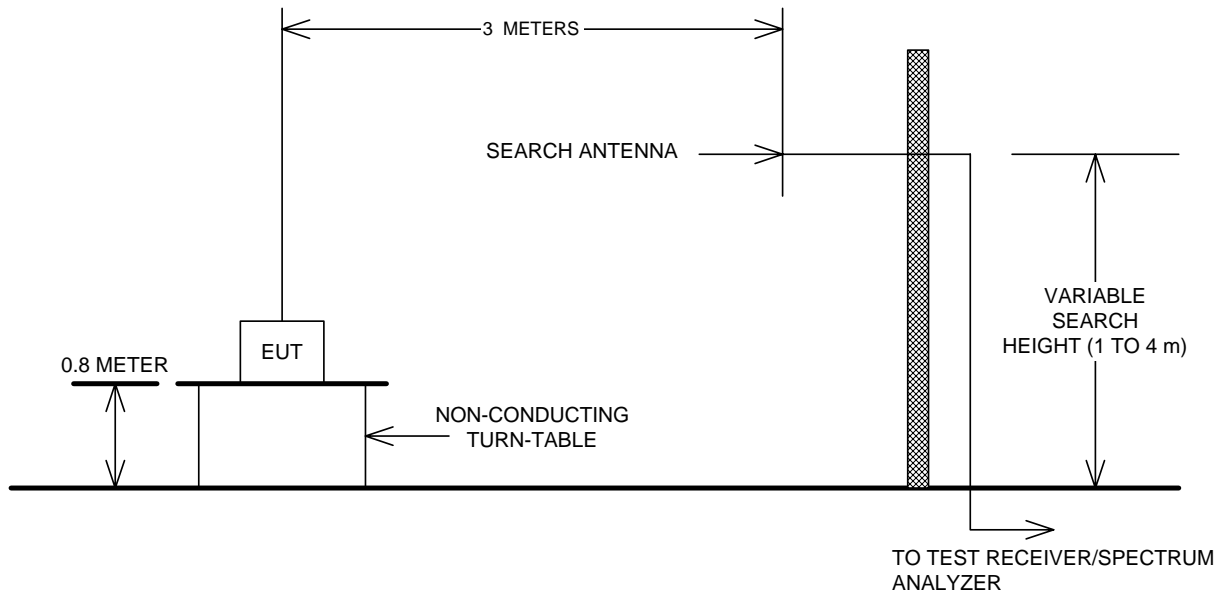 3 METERS
SEARCH ANTENNA
VARIABLE
SEARCH
HEIGHT (1 TO 4 m)
EUT
0.8 METER
NON-CONDUCTING
TURN-TABLE
TO TEST RECEIVER/SPECTRUM
ANALYZER